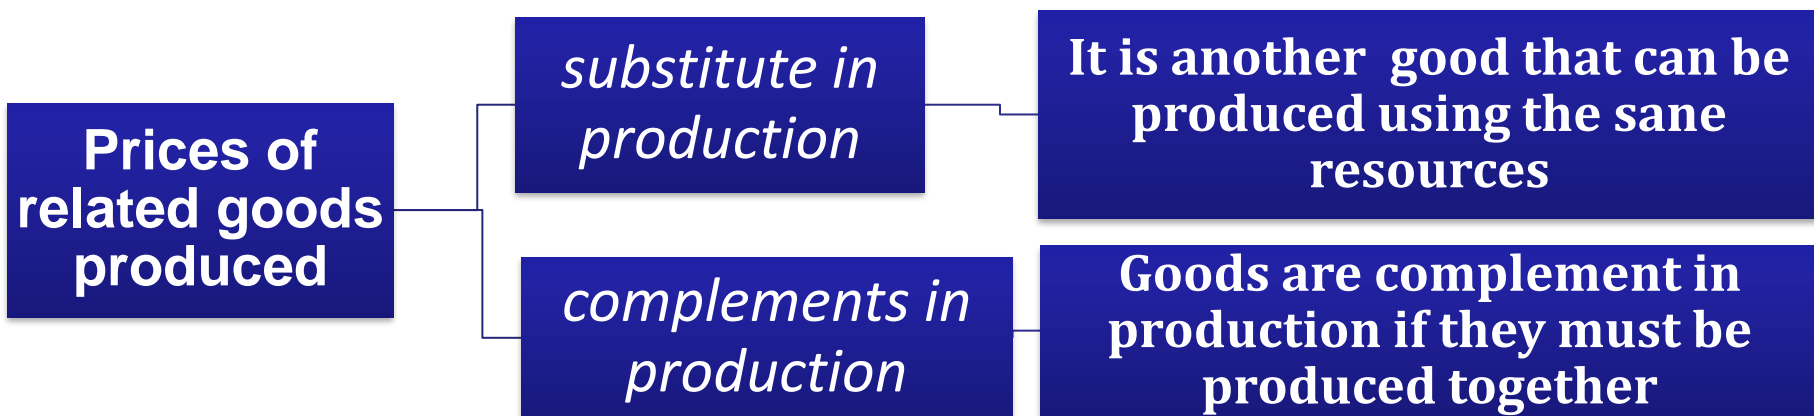 Prices of
related goods
produced
substitute in
production
It is another good that can be
produced using the sane
resources
complements in
production
Goods are complement in
production if they must be
produced together